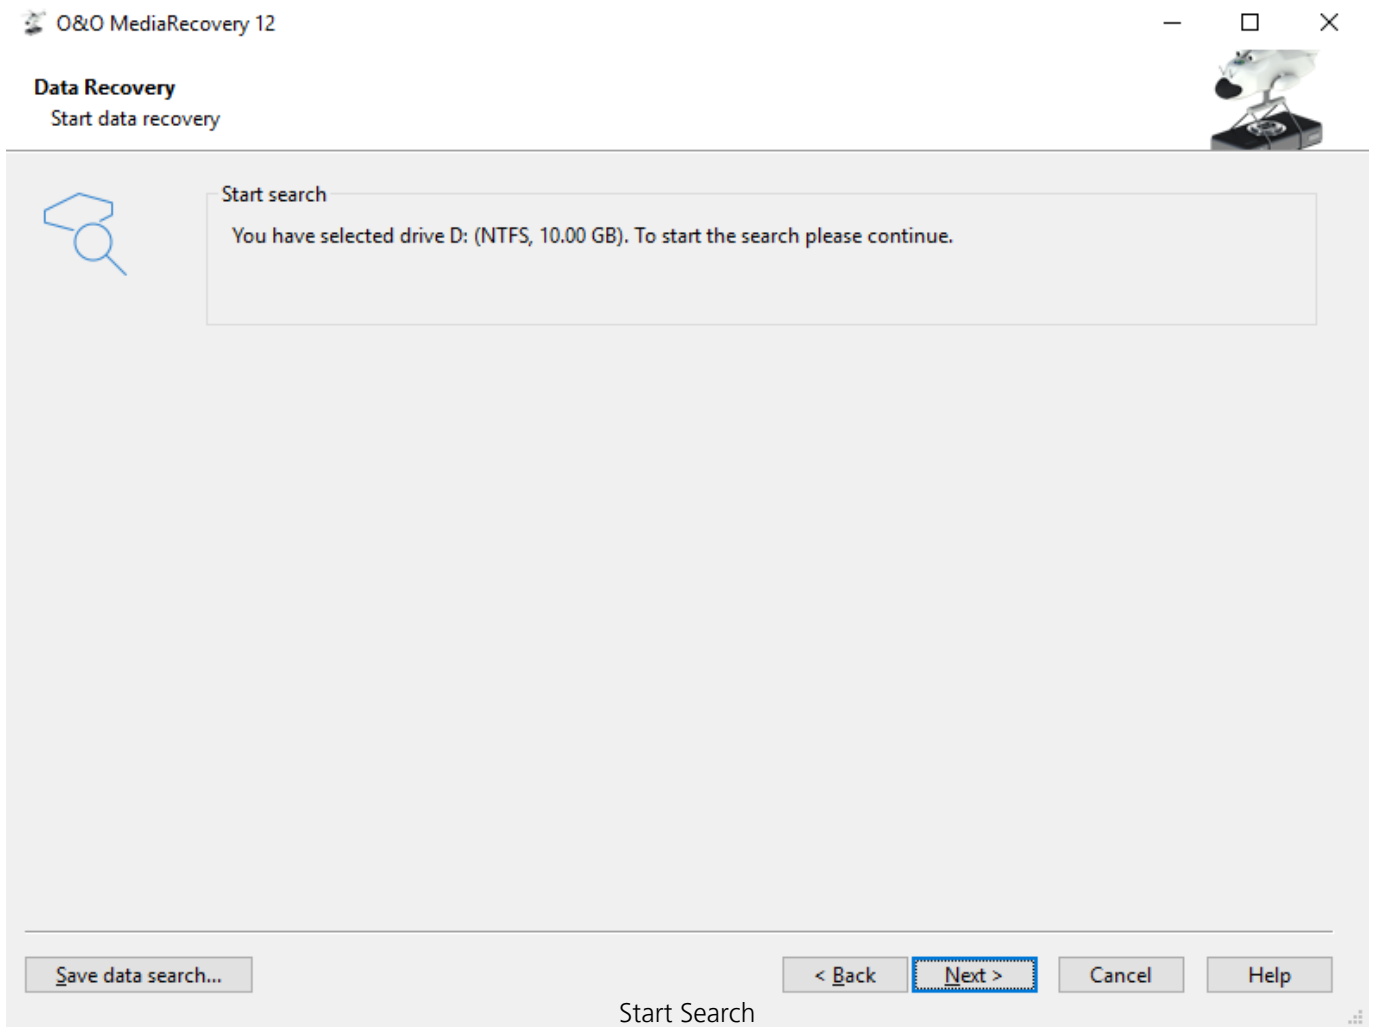 O&O MediaRecovery 12
Data Recovery
Start data recovery
Start search
You have selected drive D: (NTFS, 10.00 GB). To start the search please continue.
Save data search...
< Back
Next >
Cancel
Help
Start Search